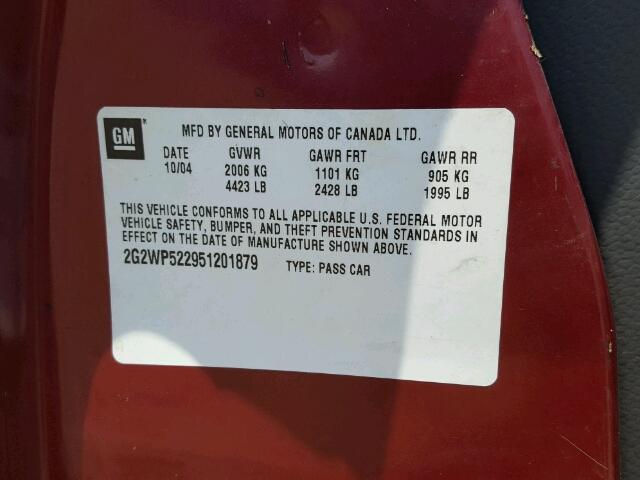 GM ® MFD BY GENERAL MOTORS OF CANADA LTD.
DATE GVWR GAWR FRT GAWR RR
10/04 2006 KG 1101 KG 905 KG
4423 LB 2428 LB 1995 LB
THIS VEHICLE CONFORMS TO ALL APPLICABLE U.S. FEDERAL MOTOR
VEHICLE SAFETY, BUMPER, AND THEFT PREVENTION STANDARDS IN
EFFECT ON THE DATE OF MANUFACTURE SHOWN ABOVE.
2G2WP522951201879 TYPE: PASS CAR